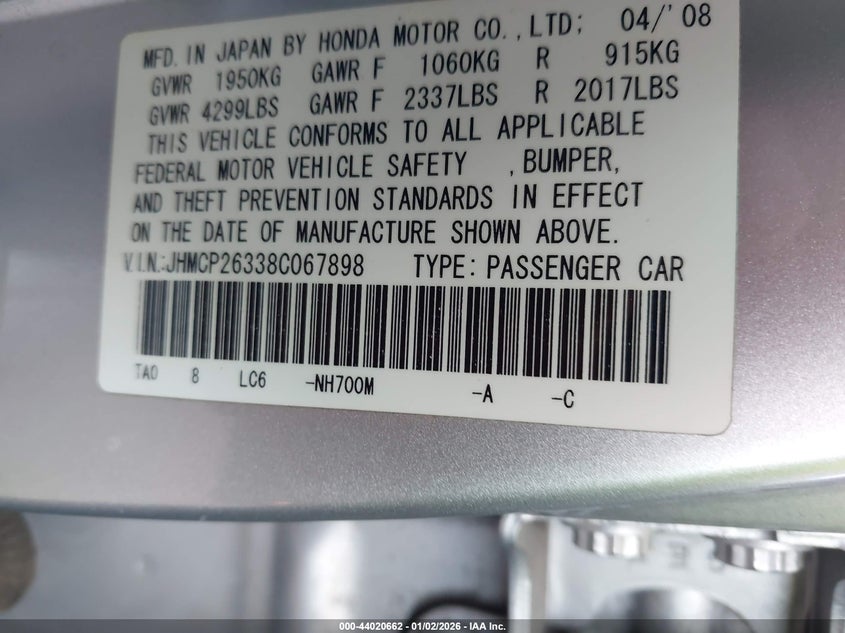 MFD. IN JAPAN BY HONDA MOTOR CO., LTD; 04/'08
GVWR 1950KG GAWR F 1060KG R 915KG
GVWR 4299LBS GAWR F 2337LBS R 2017LBS
THIS VEHICLE CONFORMS TO ALL APPLICABLE
FEDERAL MOTOR VEHICLE SAFETY , BUMPER,
AND THEFT PREVENTION STANDARDS IN EFFECT
ON THE DATE OF MANUFACTURE SHOWN ABOVE.
V.I.N.:JHMCP26338C067898 TYPE: PASSENGER CAR
TA0 8 LC6 -NH700M -A -C
000-44020662 - 01/02/2026 - IAA Inc.